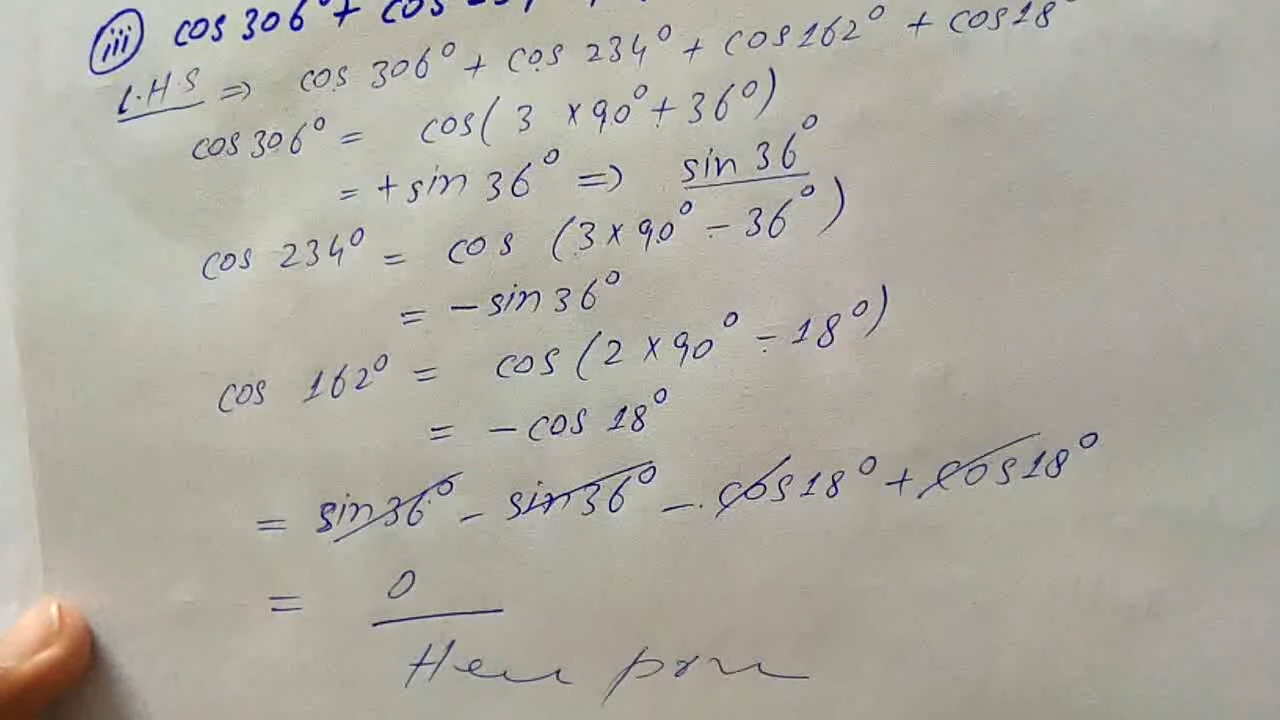 (iii) cos 306° + cos
L.H.S ⇒ cos 306° + cos 234° + cos 162° + cos 18°
cos 306° = cos( 3 × 90° + 36°)
= + sin 36° ⇒ sin 36°
cos 234° = cos (3 × 90° - 36°)
= - sin 36°
cos 162° = cos (2 × 90° - 18°)
= - cos 18°
= sin 36° - sin 36° - cos 18° + cos 18°
= 0